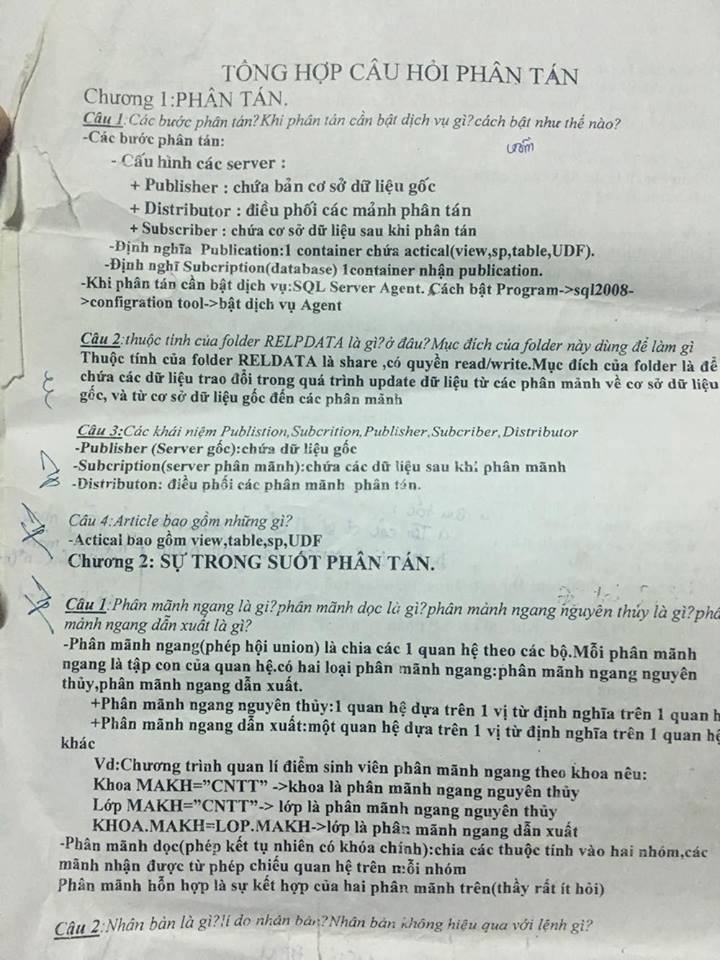 TỔNG HỢP CÂU HỎI PHÂN TÁN
Chương 1:PHÂN TÁN.
Câu 1:Các bước phân tán?Khi phân tán cần bật dịch vụ gì?cách bật như thế nào?
-Các bước phân tán:
- Cấu hình các server :
+ Publisher : chứa bản cơ sở dữ liệu gốc
+ Distributor : điều phối các mảnh phân tán
+ Subscriber : chứa cơ sở dữ liệu sau khi phân tán
-Định nghĩa Publication:1 container chứa actical(view,sp,table,UDF).
-Định nghĩ Subcription(database) 1container nhận publication.
-Khi phân tán cần bật dịch vụ:SQL Server Agent. Cách bật Program->sql2008-
>configration tool->bật dịch vụ Agent
Câu 2:thuộc tính của folder RELPDATA là gì?ở đâu?Mục đích của folder này dùng để làm gì
Thuộc tính của folder RELDATA là share ,có quyền read/write.Mục đích của folder là để
chứa các dữ liệu trao đổi trong quá trình update dữ liệu từ các phân mảnh về cơ sở dữ liệu
gốc, và từ cơ sở dữ liệu gốc đến các phân mảnh
Câu 3:Các khái niệm Publistion,Subcrition,Publisher,Subcriber,Distributor
-Publisher (Server gốc):chứa dữ liệu gốc
-Subcription(server phân mãnh):chứa các dữ liệu sau khi phân mãnh
-Distributon: điều phối các phân mãnh phân tán.
Câu 4:Article bao gồm những gì?
-Actical bao gồm view,table,sp,UDF
Chương 2: SỰ TRONG SUỐT PHÂN TÁN.
Câu 1:Phân mãnh ngang là gì?phân mãnh dọc là gì?phân mảnh ngang nguyên thúy là gì?phâ
mảnh ngang dẫn xuất là gì?
-Phân mãnh ngang(phép hội union) là chia các 1 quan hệ theo các bộ.Mỗi phân mãnh
ngang là tập con của quan hệ.có hai loại phân mãnh ngang:phân mãnh ngang nguyên
thủy,phân mãnh ngang dẫn xuất.
+Phân mãnh ngang nguyên thủy:1 quan hệ dựa trên 1 vị từ định nghĩa trên 1 quan h
+Phân mãnh ngang dẫn xuất:một quan hệ dựa trên 1 vị từ định nghĩa trên 1 quan hệ
khác
Vd:Chương trình quan lí điểm sinh viên phân mãnh ngang theo khoa nêu:
Khoa MAKH=”CNTT” ->khoa là phân mãnh ngang nguyên thủy
Lớp MAKH=”CNTT”-> lớp là phân mãnh ngang nguyên thủy
KHOA.MAKH=LOP.MAKH->lớp là phân mãnh ngang dẫn xuất
-Phân mãnh dọc(phép kết tự nhiên có khóa chính):chia các thuộc tính vào hai nhóm,các
mãnh nhận được từ phép chiếu quan hệ trên mỗi nhóm
Phân mãnh hỗn hợp là sự kết hợp của hai phân mãnh trên(thầy rất ít hỏi)
Câu 2:Nhân bản là gì?lí do nhân bản?Nhân bản không hiệu qua với lệnh gì?